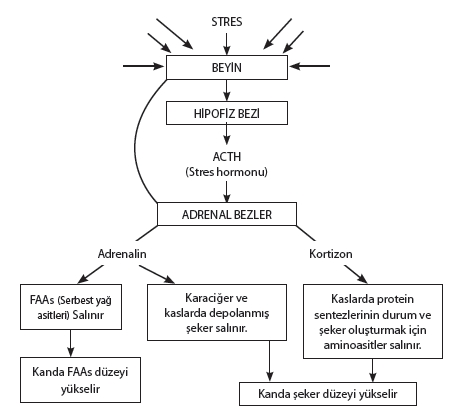 STRES
BEYİN
HİPOFİZ BEZİ
ACTH
(Stres hormonu)
ADRENAL BEZLER
Adrenalin
Kortizon
FAAs (Serbest yağ
asitleri) Salınır
Karaciğer ve
kaslarda depolanmış
şeker salınır.
Kaslarda protein
sentezlerinin durum ve
şeker oluşturmak için
aminoasitler salınır.
Kanda FAAs düzeyi
yükselir
Kanda şeker düzeyi yükselir